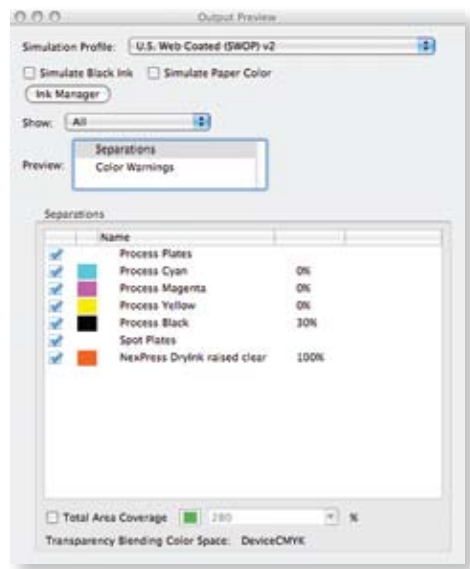 Output Preview
Simulation Profile: U.S. Web Coated (SWOP) v2
Simulate Black Ink Simulate Paper Color
Ink Manager
Show: All
Preview: Separations
Color Warnings
Separations
Name
Process Plates
Process Cyan 0%
Process Magenta 0%
Process Yellow 0%
Process Black 30%
Spot Plates
NexPress DryInk raised clear 100%
Total Area Coverage 280 %
Transparency Blending Color Space: DeviceCMYK